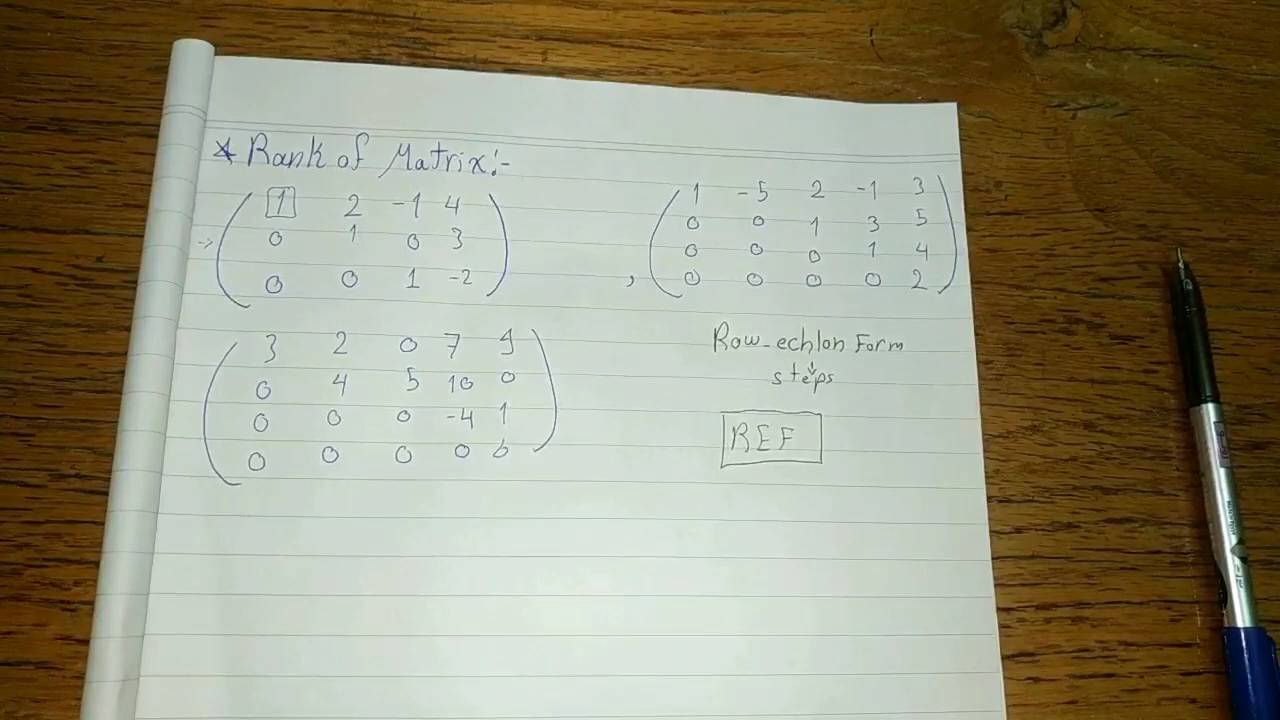 * Rank of Matrix:-
1 2 -1 4
-> 0 1 0 3
0 0 1 -2
, 1 -5 2 -1 3
0 0 1 3 5
0 0 0 1 4
0 0 0 0 2
3 2 0 7 9
0 4 5 10 0
0 0 0 -4 1
0 0 0 0 6
Row-echlon Form
steps
REF